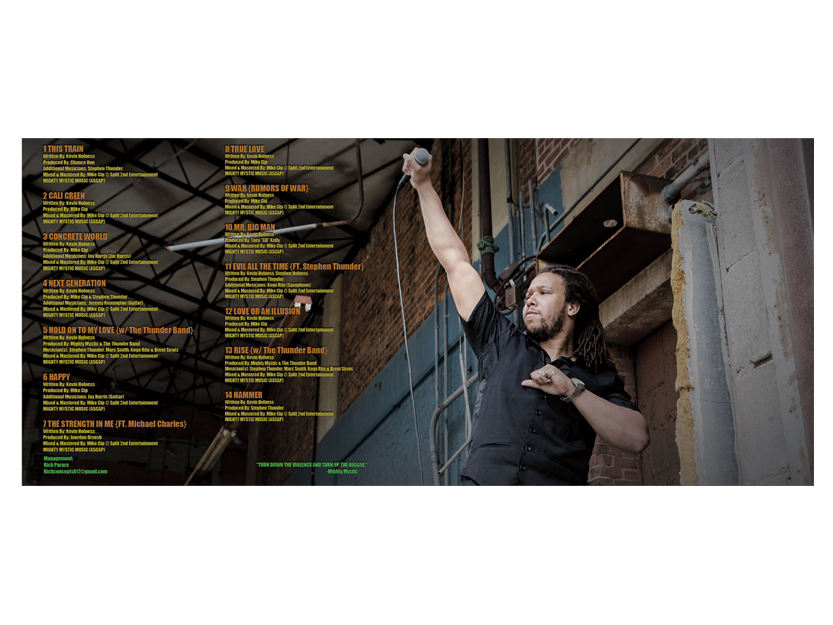 1 THIS TRAIN
Written By: Kevin Holness
Produced By: Chance One
Additional Musicians: Stephen Thunder
Mixed & Mastered By: Mike Cip @ Split 2nd Entertainment
MIGHTY MYSTIC MUSIC (ASCAP)
2 CALI GREEN
Written By: Kevin Holness
Produced By: Mike Cip
Mixed & Mastered By: Mike Cip @ Split 2nd Entertainment
MIGHTY MYSTIC MUSIC (ASCAP)
3 CONCRETE WORLD
Written By: Kevin Holness
Produced By: Mike Cip
Additional Musicians: Jay Harris
Mixed & Mastered By: Mike Cip @ Split 2nd Entertainment
MIGHTY MYSTIC MUSIC (ASCAP)
4 NEXT GENERATION
Written By: Kevin Holness
Produced By: Mike Cip & Stephen Thunder
Additional Musicians: Jeremy (Guitar)
Mixed & Mastered By: Mike Cip @ Split 2nd Entertainment
MIGHTY MYSTIC MUSIC (ASCAP)
5 HOLD ON TO MY LOVE {w/ The Thunder Band}
Written By: Kevin Holness
Produced By: Mighty Mystic & The Thunder Band
Musician(s): Stephen Thunder, Marc Smith, Koqa Rito & Brent Sirois
Mixed & Mastered By: Mike Cip @ Split 2nd Entertainment
MIGHTY MYSTIC MUSIC (ASCAP)
6 HAPPY
Written By: Kevin Holness
Produced By: Mike Cip
Additional Musicians: Jay Harris (Guitar)
Mixed & Mastered By: Mike Cip @ Split 2nd Entertainment
MIGHTY MYSTIC MUSIC (ASCAP)
7 THE STRENGTH IN ME {FT. Michael Charles}
Written By: Kevin Holness
Produced By: Jourdan
Mixed & Mastered By: Mike Cip @ Split 2nd Entertainment
MIGHTY MYSTIC MUSIC (ASCAP)
Management:
Rich Parara
Richconcepts617@gmail.com
8 TRUE LOVE
Written By: Kevin Holness
Produced By: Mike Cip
Mixed & Mastered By: Mike Cip @ Split 2nd Entertainment
MIGHTY MYSTIC MUSIC (ASCAP)
9 WAR {RUMORS OF WAR}
Written By: Kevin Holness
Produced By: Mike Cip
Mixed & Mastered By: Mike Cip @ Split 2nd Entertainment
MIGHTY MYSTIC MUSIC (ASCAP)
10 MR. BIG MAN
Written By: Kevin Holness
Produced By: Tony Kelly
Mixed & Mastered By: Mike Cip @ Split 2nd Entertainment
MIGHTY MYSTIC MUSIC (ASCAP)
11 EVIL ALL THE TIME {FT. Stephen Thunder}
Written By: Kevin Holness, Stephen Holness
Produced By Stephen Thunder
Additional Musicians: Koqa Rito (Saxophone)
Mixed & Mastered By: Mike Cip @ Split 2nd Entertainment
MIGHTY MYSTIC MUSIC (ASCAP)
12 LOVE OR AN ILLUSION
Written By: Kevin Holness
Produced By: Mike Cip
Mixed & Mastered By: Mike Cip @ Split 2nd Entertainment
MIGHTY MYSTIC MUSIC (ASCAP)
13 RISE {w/ The Thunder Band}
Written By: Kevin Holness
Produced By: Mighty Mystic & The Thunder Band
Musician(s): Stephen Thunder, Marc Smith, Koqa Rito & Brent Sirois
Mixed & Mastered By: Mike Cip @ Split 2nd Entertainment
MIGHTY MYSTIC MUSIC (ASCAP)
14 HAMMER
Written By: Kevin Holness
Produced By: Stephen Thunder
Mixed & Mastered By: Mike Cip @ Split 2nd Entertainment
MIGHTY MYSTIC MUSIC (ASCAP)
"TURN DOWN THE VIOLENCE AND TURN UP THE REGGAE."
-Mighty Mystic